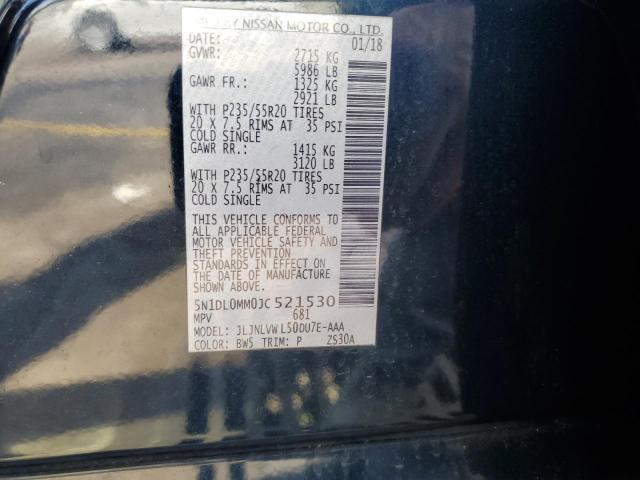 MFD BY NISSAN MOTOR CO., LTD.
DATE: 01/18
GVWR: 2715 KG
5986 LB
GAWR FR.: 1325 KG
2921 LB
WITH P235/55R20 TIRES
20 X 7.5 RIMS AT 35 PSI
COLD SINGLE
GAWR RR.: 1415 KG
3120 LB
WITH P235/55R20 TIRES
20 X 7.5 RIMS AT 35 PSI
COLD SINGLE
THIS VEHICLE CONFORMS TO
ALL APPLICABLE FEDERAL
MOTOR VEHICLE SAFETY AND
THEFT PREVENTION
STANDARDS IN EFFECT ON
THE DATE OF MANUFACTURE
SHOWN ABOVE.
5N1DL0MM0JC521530
MPV 681
MODEL: JLJNLVWL50DU7E-AAA
COLOR: BW5 TRIM: P ZS30A